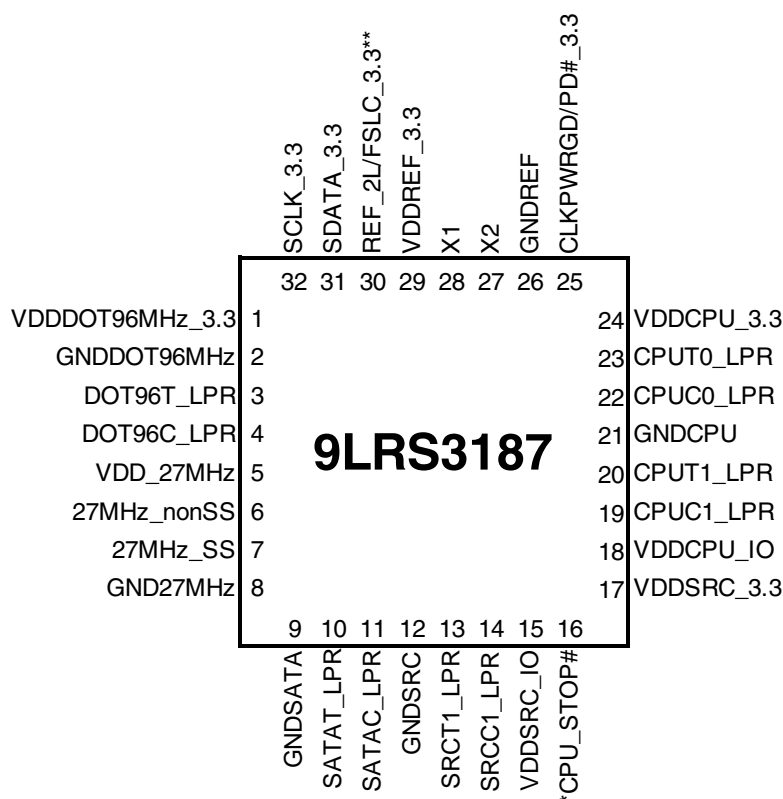 SCLK_3.3
SDATA_3.3
REF_2L/FSLC_3.3**
VDDREF_3.3
X1
X2
GNDREF
CLKPWRGD/PD#_3.3
32 31 30 29 28 27 26 25
VDDDOT96MHz_3.3 1
GNDDOT96MHz 2
DOT96T_LPR 3
DOT96C_LPR 4
VDD_27MHz 5
27MHz_nonSS 6
27MHz_SS 7
GND27MHz 8
9LRS3187
24 VDDCPU_3.3
23 CPUT0_LPR
22 CPUC0_LPR
21 GNDCPU
20 CPUT1_LPR
19 CPUC1_LPR
18 VDDCPU_IO
17 VDDSRC_3.3
9 10 11 12 13 14 15 16
GNDSATA
SATAT_LPR
SATAC_LPR
GNDSRC
SRCT1_LPR
SRCC1_LPR
VDDSRC_IO
*CPU_STOP#